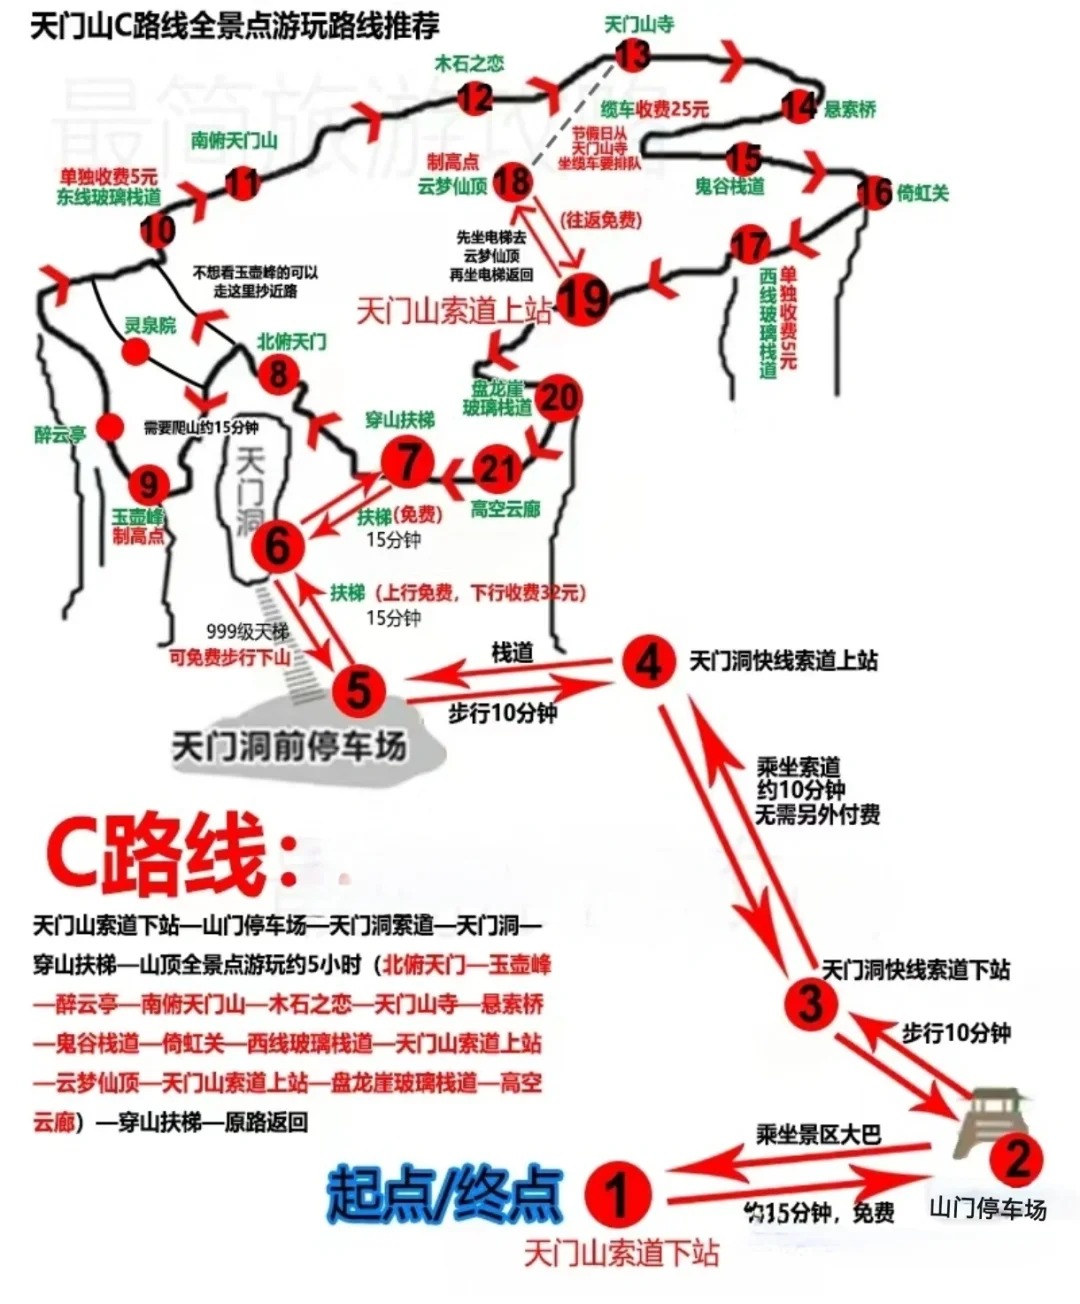 天门山C路线全景点游玩路线推荐
天门山寺
13
木石之恋
12
缆车收费25元
14
悬索桥
节假日从
天门山寺
坐缆车要排队
南俯天门山
11
制高点
云梦仙顶
18
15
鬼谷栈道
16
倚虹关
单独收费5元
东线玻璃栈道
10
(往返免费)
先坐电梯去
云梦仙顶
再坐电梯返回
17
西线玻璃栈道
单独收费5元
不想看玉壶峰的可以
走这里抄近路
天门山索道上站
19
灵泉院
北俯天门
8
盘龙崖
玻璃栈道
20
醉云亭
需要爬山约15分钟
穿山扶梯
7
21
高空云廊
天门洞
9
玉壶峰
制高点
扶梯(免费)
15分钟
6
扶梯(上行免费，下行收费32元)
15分钟
999级天梯
可免费步行下山
栈道
4
天门洞快线索道上站
5
步行10分钟
天门洞前停车场
乘坐索道
约10分钟
无需另外付费
C路线：
天门山索道下站—山门停车场—天门洞索道—天门洞—
穿山扶梯—山顶全景点游玩约5小时（北俯天门—玉壶峰
—醉云亭—南俯天门山—木石之恋—天门山寺—悬索桥
—鬼谷栈道—倚虹关—西线玻璃栈道—天门山索道上站
—云梦仙顶—天门山索道上站—盘龙崖玻璃栈道—高空
云廊）—穿山扶梯—原路返回
天门洞快线索道下站
3
步行10分钟
乘坐景区大巴
2
起点/终点
1
约15分钟，免费
山门停车场
天门山索道下站